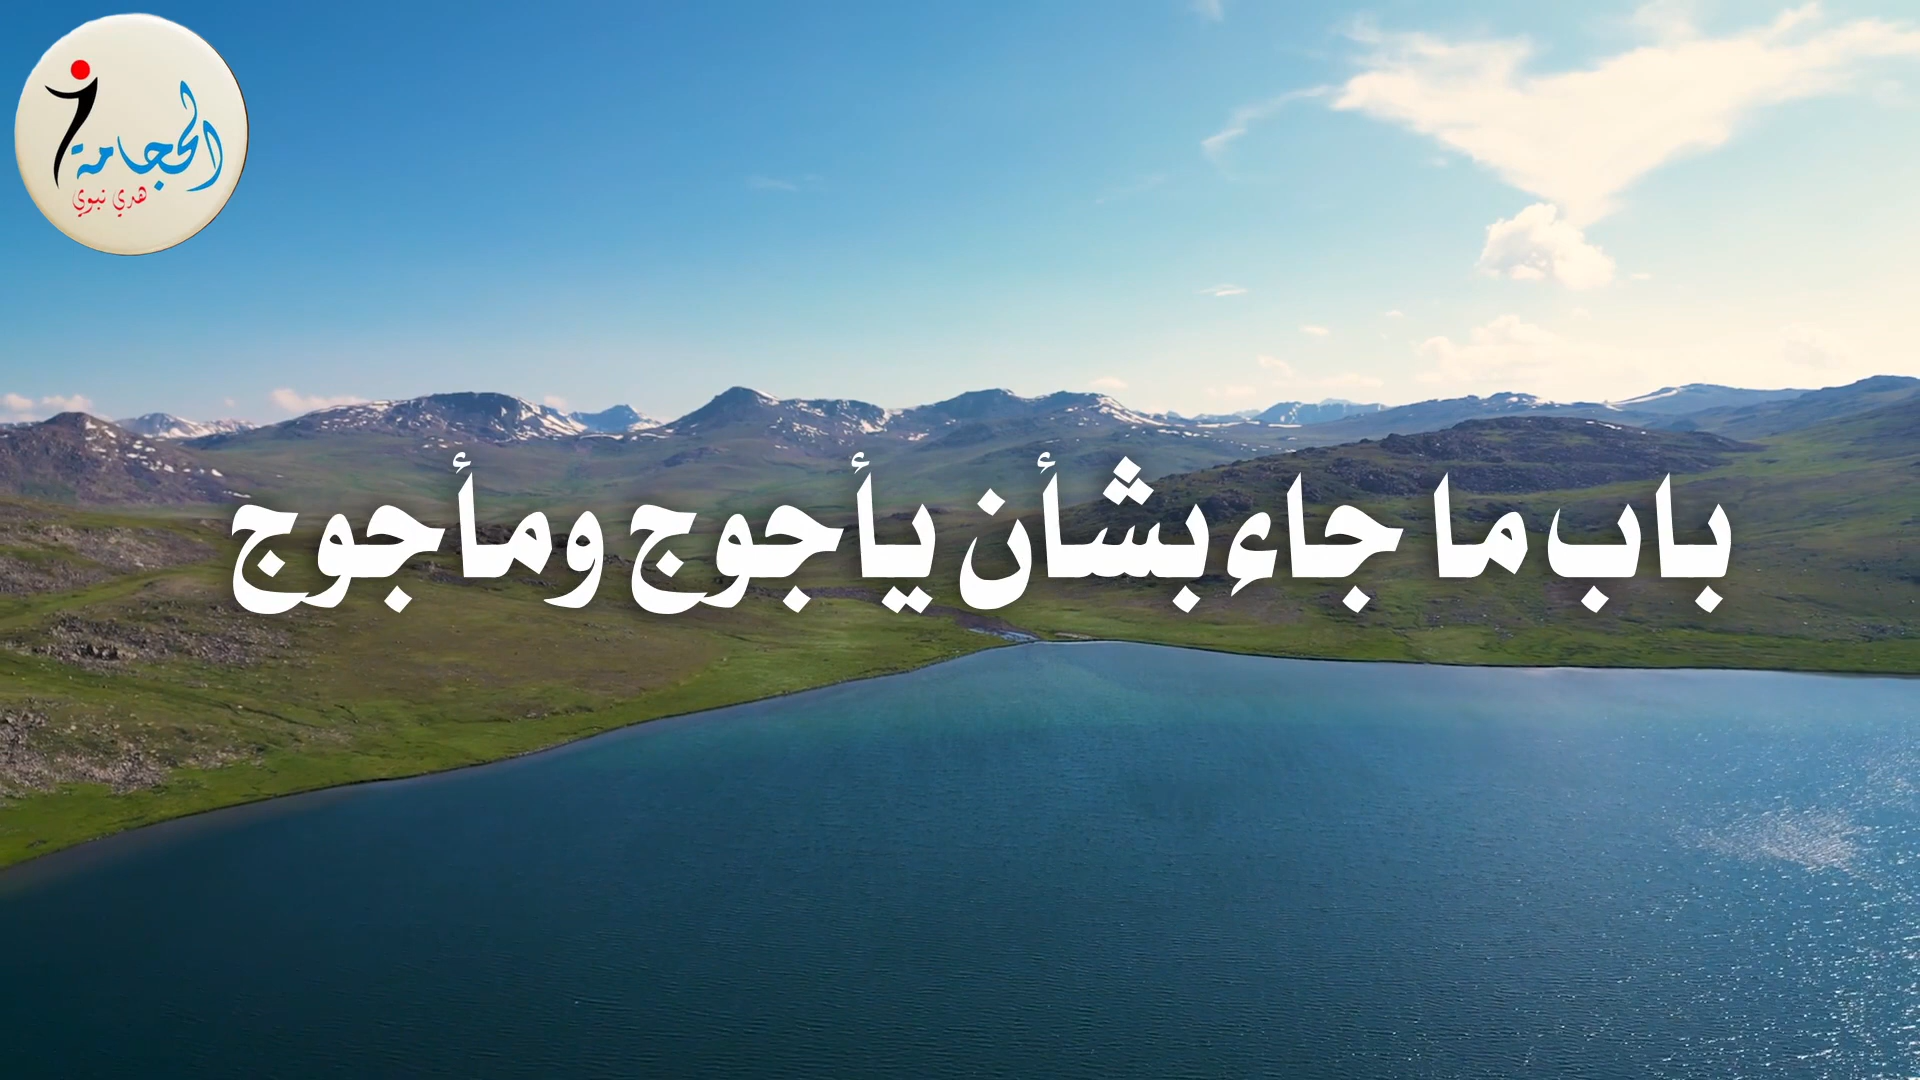 الحجامة
هدي نبوي
باب ما جاء بشأن يأجوج ومأجوج